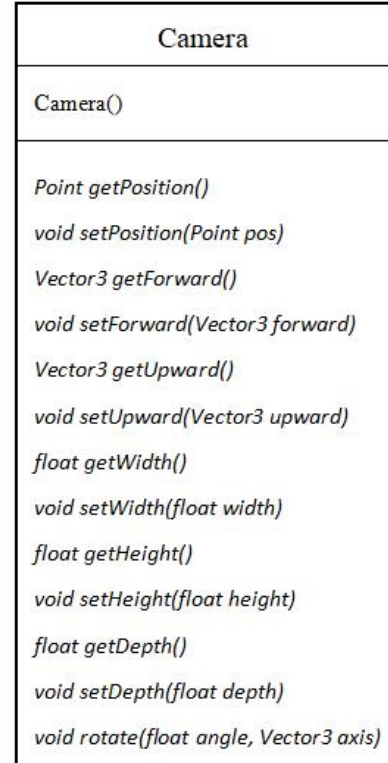 Camera
Camera()
Point getPosition()
void setPosition(Point pos)
Vector3 getForward()
void setForward(Vector3 forward)
Vector3 getUpward()
void setUpward(Vector3 upward)
float getWidth()
void setWidth(float width)
float getHeight()
void setHeight(float height)
float getDepth()
void setDepth(float depth)
void rotate(float angle, Vector3 axis)